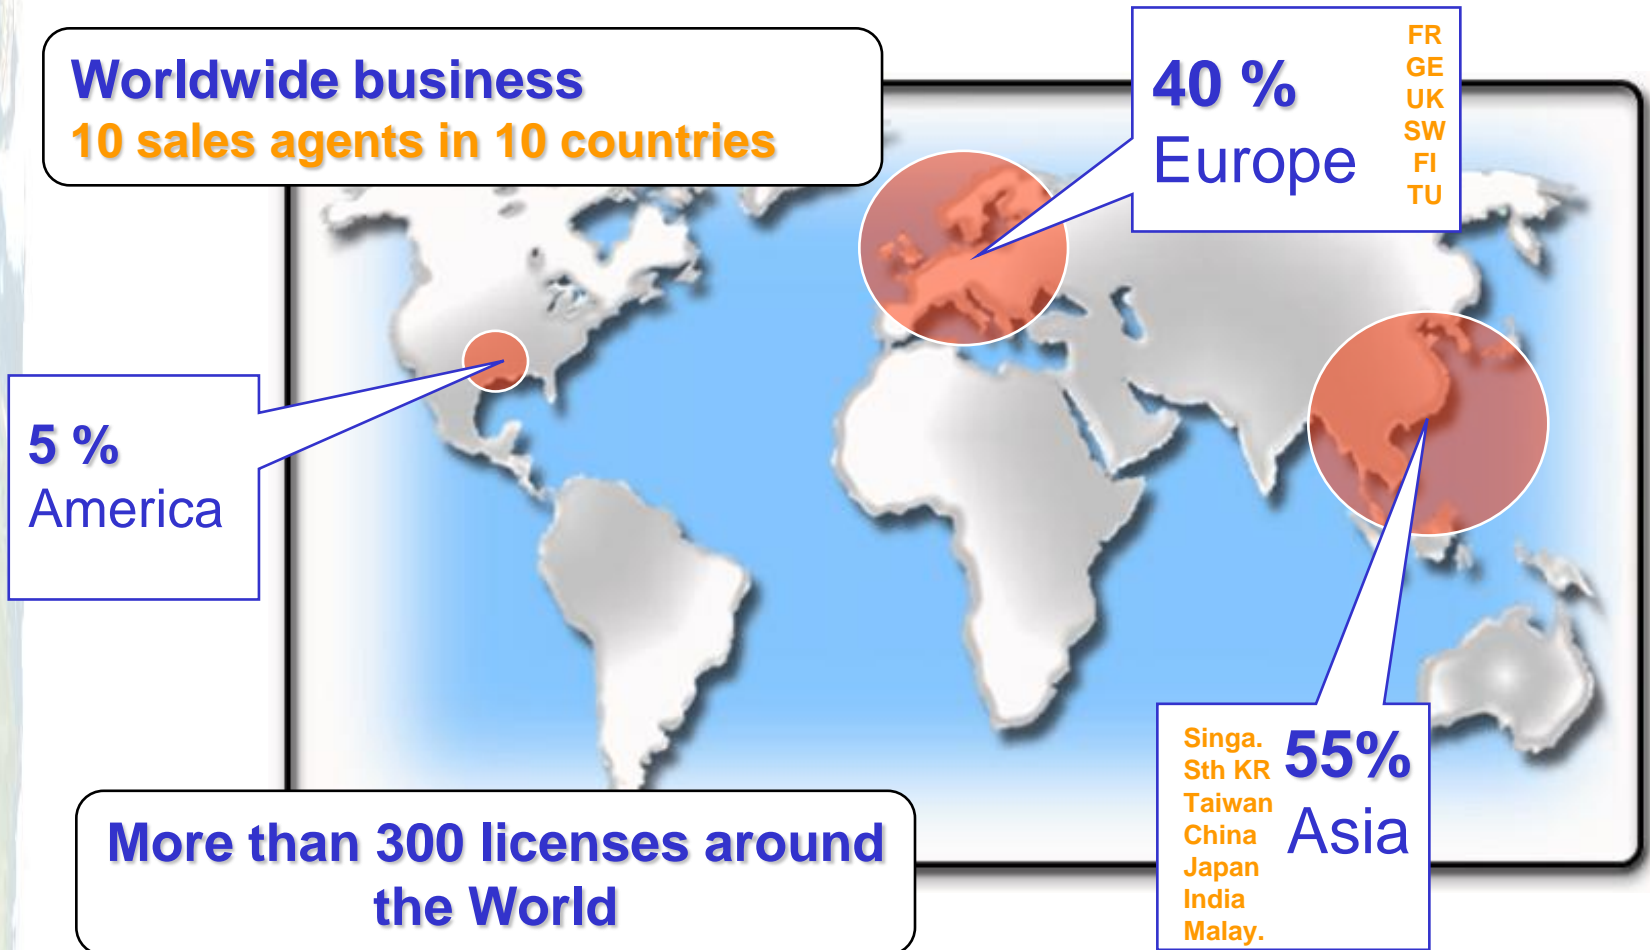 Worldwide business
10 sales agents in 10 countries
40 %
Europe
FR
GE
UK
SW
FI
TU
5 %
America
Singa.
Sth KR
Taiwan
China
Japan
India
Malay.
55%
Asia
More than 300 licenses around
the World